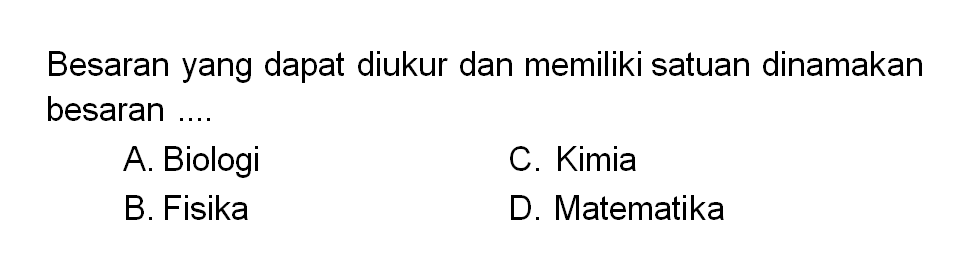 Besaran yang dapat diukur dan memiliki satuan dinamakan
besaran ....
A. Biologi C. Kimia
B. Fisika D. Matematika